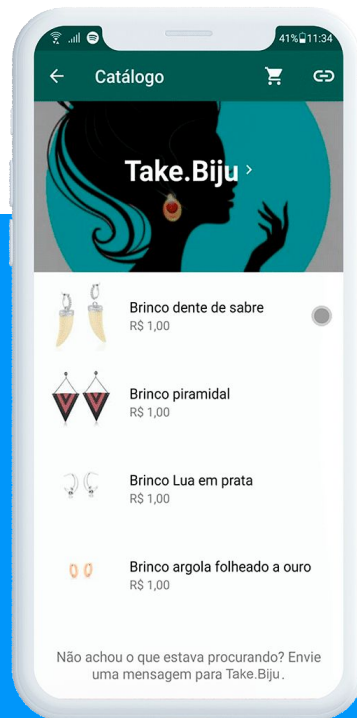 41% 11:34
Catálogo
Take.Biju
Brinco dente de sabre
R$ 1,00
Brinco piramidal
R$ 1,00
Brinco Lua em prata
R$ 1,00
Brinco argola folheado a ouro
R$ 1,00
Não achou o que estava procurando? Envie
uma mensagem para Take.Biju.